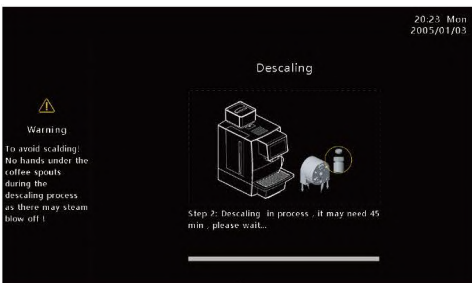 20:23 Mon
2005/01/03
Descaling
Warning
To avoid scalding:
No hands under the
coffee spouts
during the
descaling process
as there may steam
blow off !
Step 2: Descaling in process , it may need 45
min , please wait...